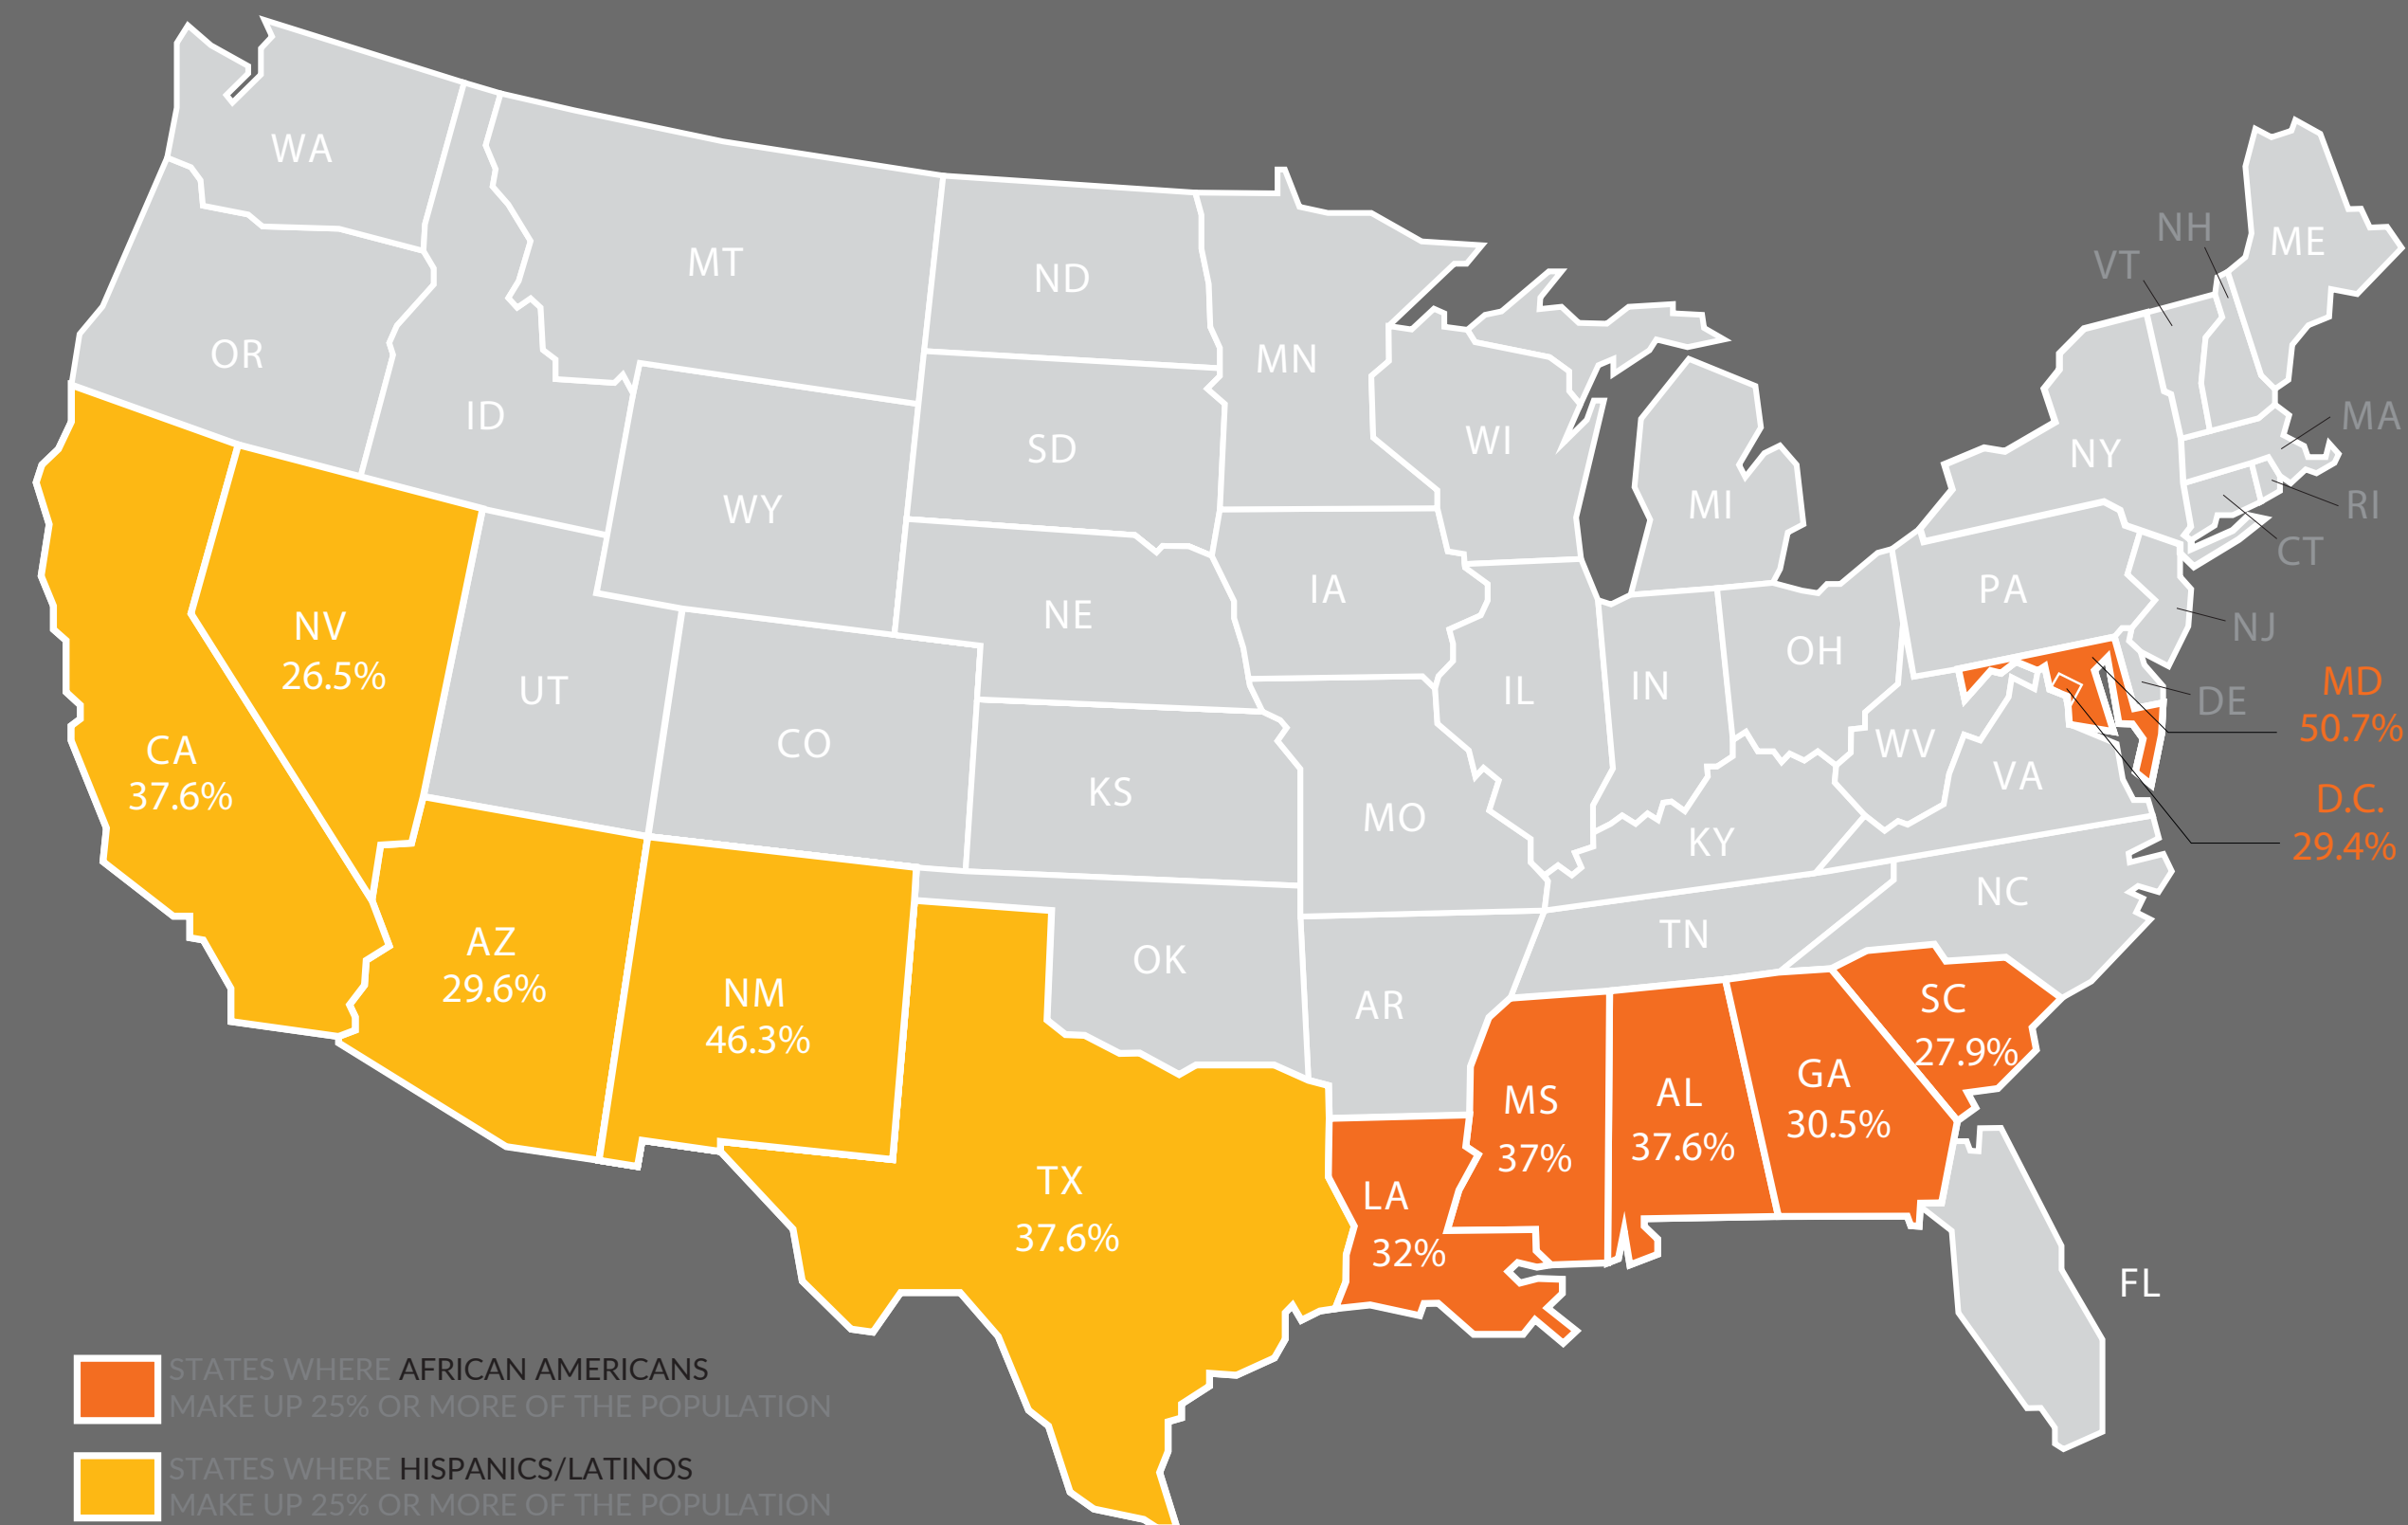 WA
NH
ME
VT
MT
ND
OR
MN
ID
MA
WI
SD
NY
MI
WY
RI
CT
IA
PA
NE
NV
NJ
26.5%
OH
MD
UT
IL
IN
DE
50.7%
CA
CO
WV
37.6%
VA
KS
D.C.
MO
KY
29.4%
NC
TN
AZ
OK
29.6%
NM
AR
SC
46.3%
27.9%
GA
MS
AL
30.5%
37%
37.6%
TX
LA
37.6%
32%
FL
STATES WHERE AFRICAN AMERICANS
MAKE UP 25% OR MORE OF THE POPULATION
STATES WHERE HISPANICS/LATINOS
MAKE UP 25% OR MORE OF THE POPULATION